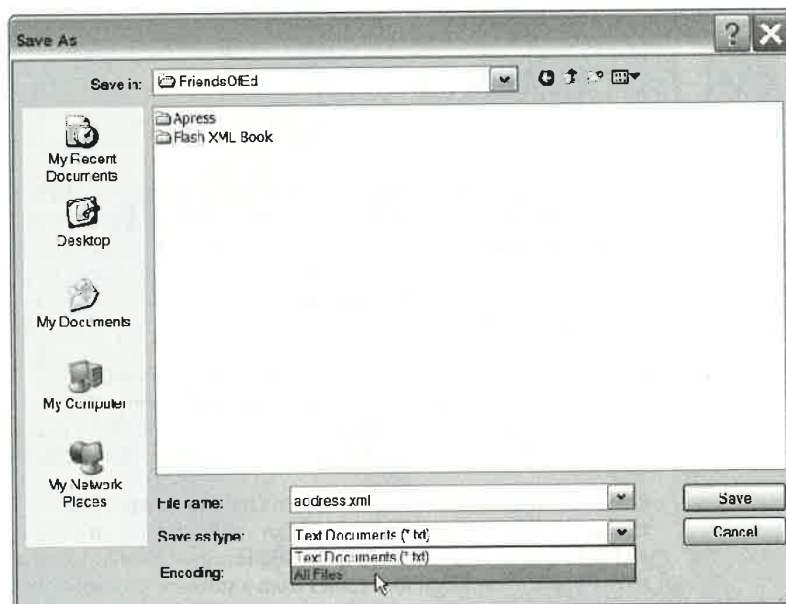 Save As
Save in: FriendsOfEd
Apress
Flash XML Book
My Recent
Documents
Desktop
My Documents
My Computer
My Network
Places
File name: address.xml Save
Save as type: Text Documents (*.txt) Cancel
Text Documents (*.txt)
Encoding: All Files